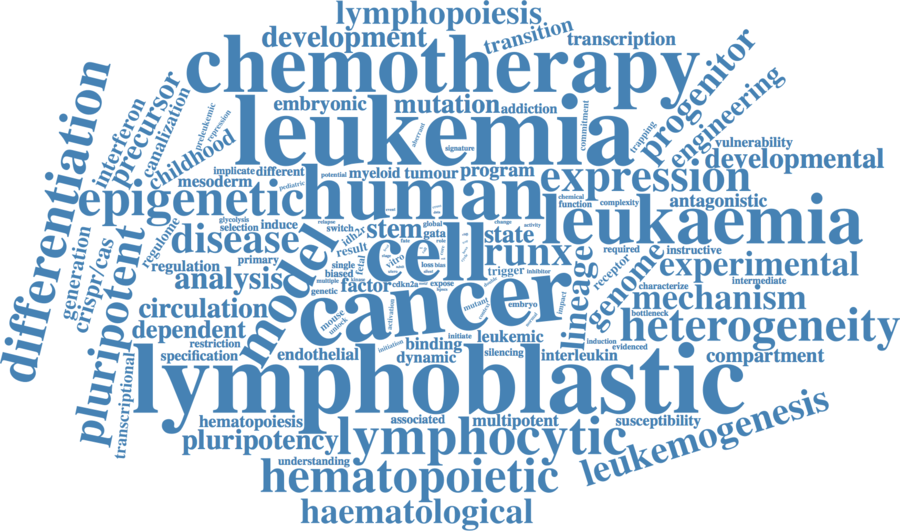 lymphopoiesis
development
transition
transcription
chemotherapy
progenitor
engineering
differentiation
interferon
precursor
canalization
preleukemic
repression
embryonic
mutation
addiction
leukemia
aberrant
signature
commitment
trapping
vulnerability
developmental
childhood
implicate
different
potential
myeloid
tumour
program
expression
mesoderm
pediatric
epigenetic
human
chemical
function
complexity
antagonistic
leukaemia
glycolysis
selection
induce
relapse
switch
stem
global
gata
role
change
activity
state
regulome
disease
idh2r
result
cell
runx
required
instructive
generation
crispr/cas
pluripotent
primary
model
single
biased
fetal
vitro
loss
bias
trigger
inhibitor
lineage
receptor
genome
experimental
regulation
analysis
multiple
genetic
factor
cdkn2a
expose
characterize
intermediate
circulation
mouse
unlock
activation
cancer
mutant
embryo
impact
mechanism
bottleneck
dependent
heterogeneity
restriction
initiation
binding
initiate
leukemic
induction
evidenced
transcriptional
specification
endothelial
dynamic
silencing
interleukin
compartment
lymphoblastic
hematopoiesis
associated
multipotent
susceptibility
leukemogenesis
pluripotency
lymphocytic
understanding
hematopoietic
haematological